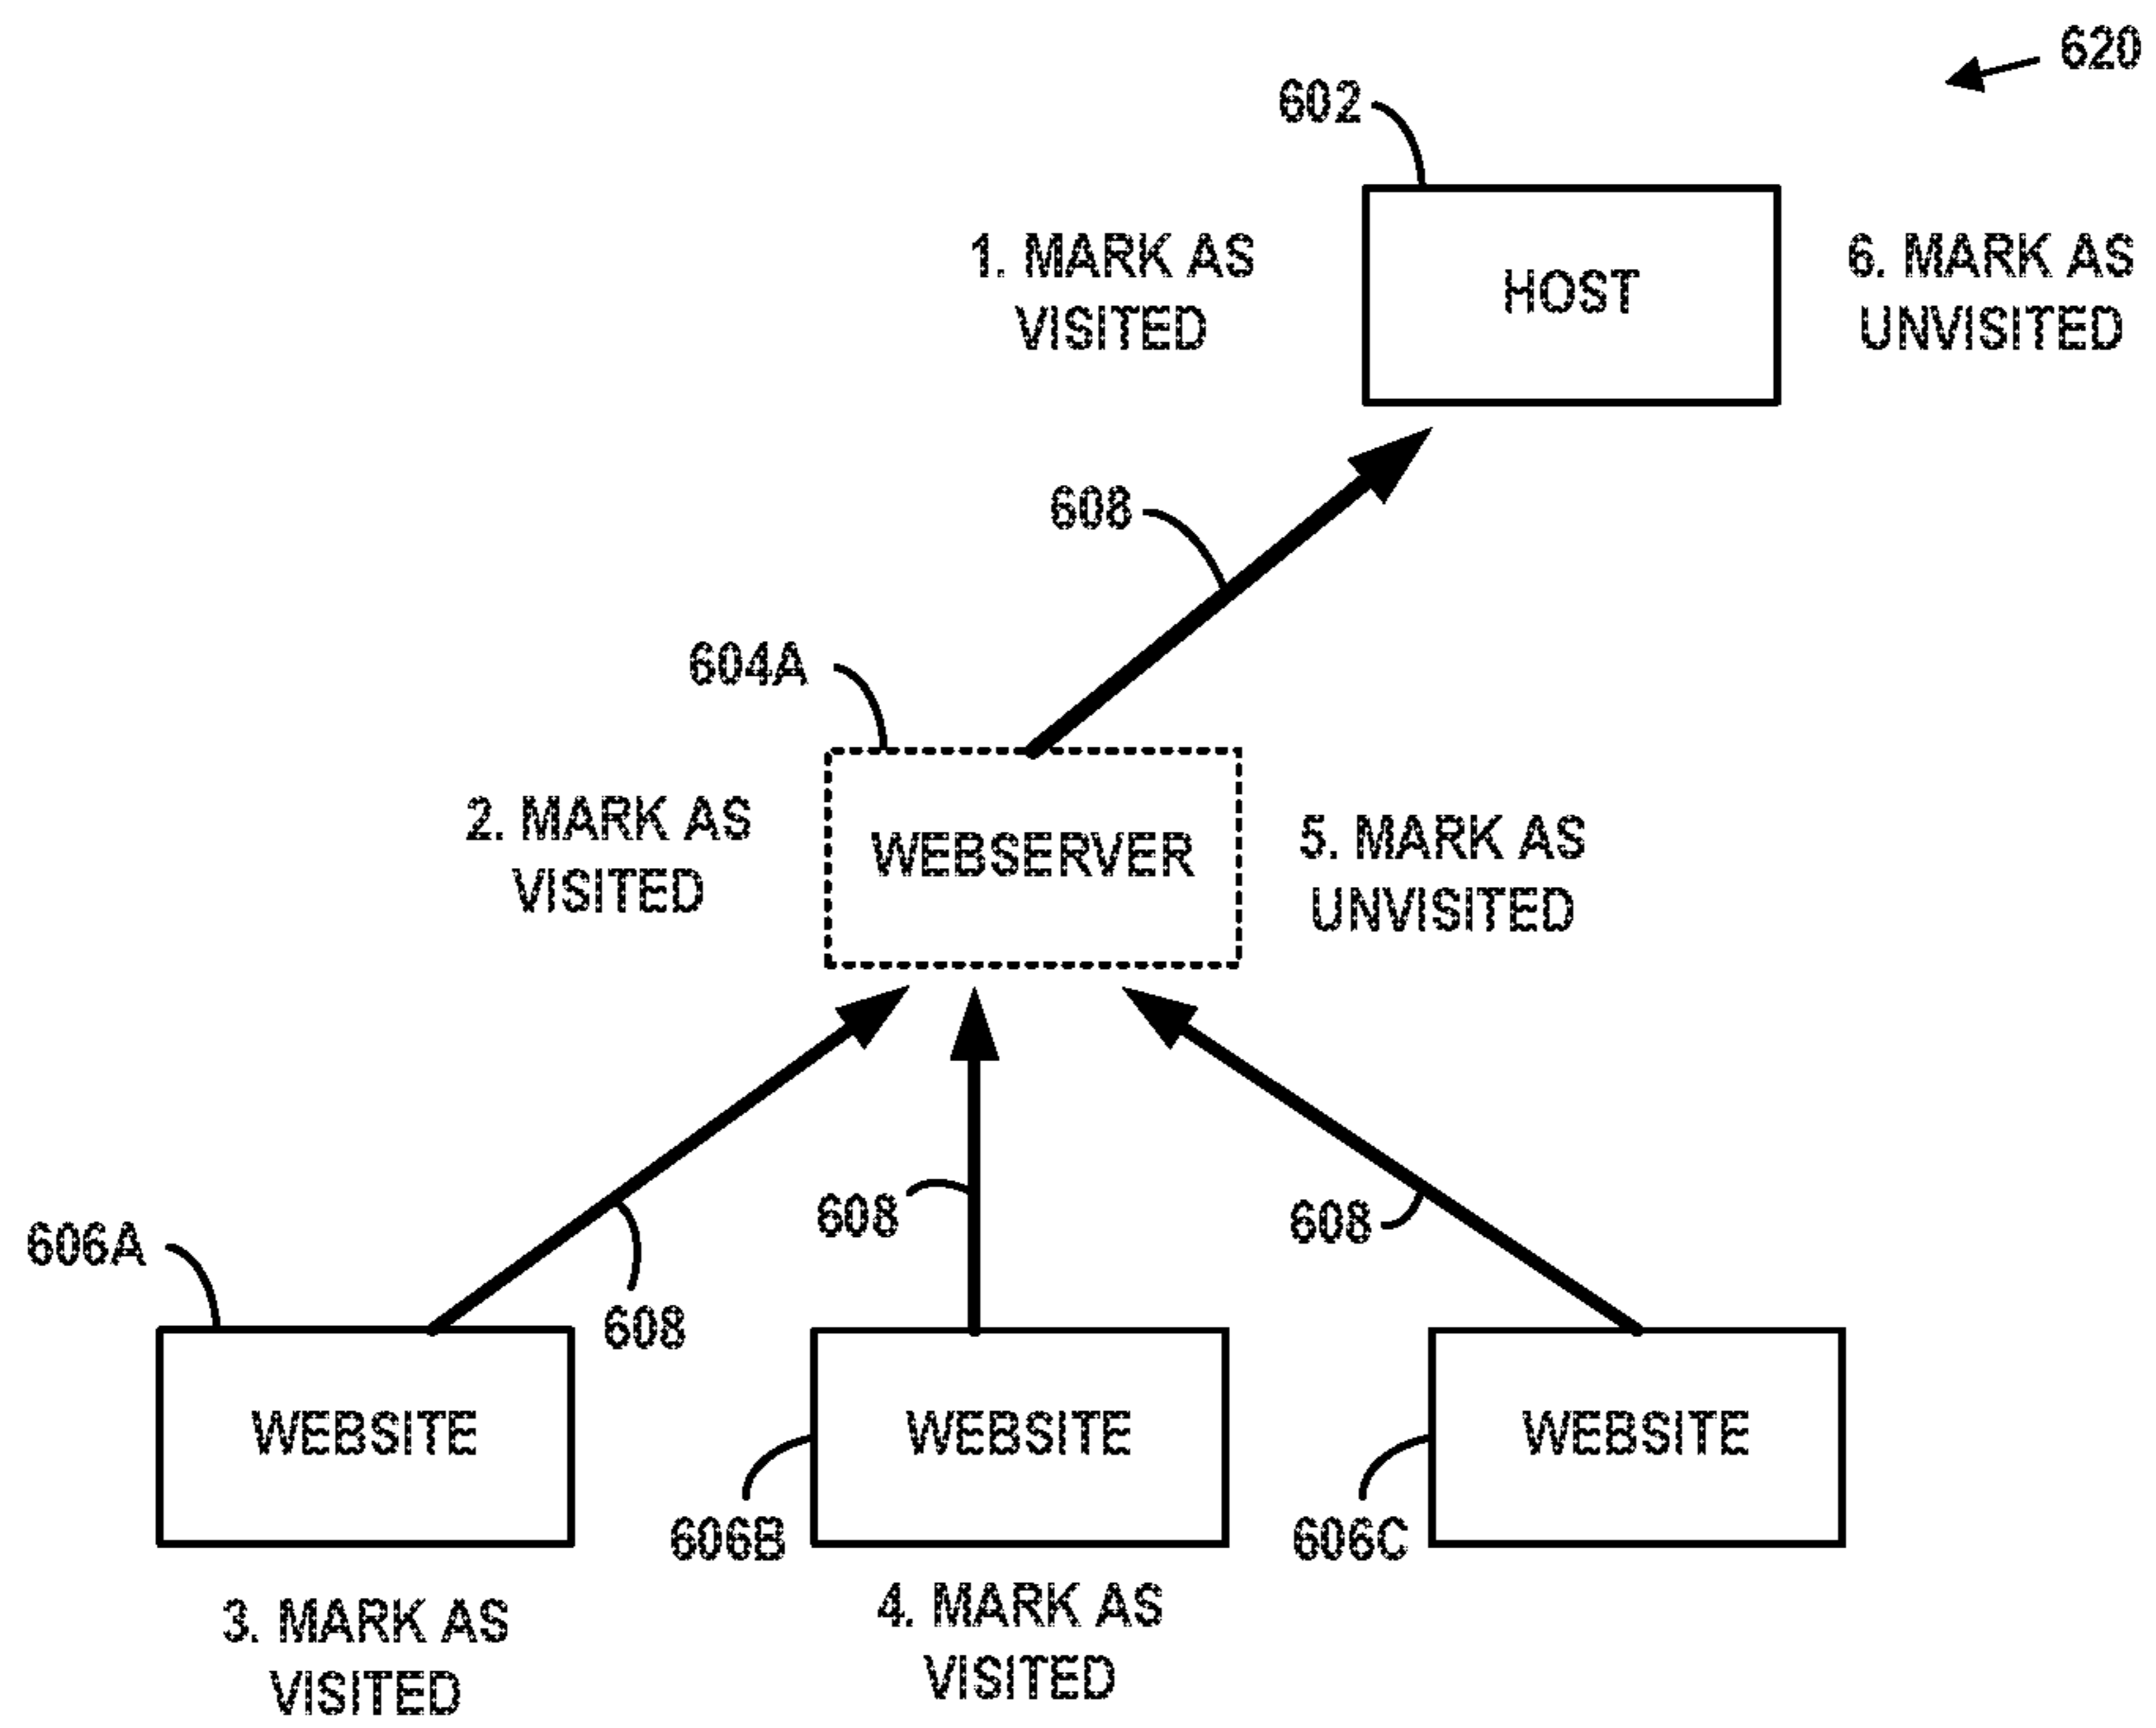 620
602
1. MARK AS
VISITED
HOST
6. MARK AS
UNVISITED
608
604A
2. MARK AS
VISITED
WEBSERVER
5. MARK AS
UNVISITED
606A
608
608
608
WEBSITE
WEBSITE
WEBSITE
606B
606C
3. MARK AS
VISITED
4. MARK AS
VISITED